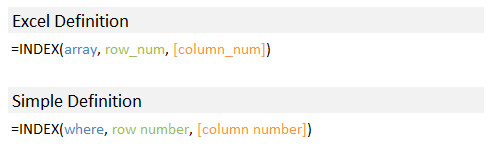 Excel Definition
=INDEX(array, row_num, [column_num])
Simple Definition
=INDEX(where, row number, [column number])